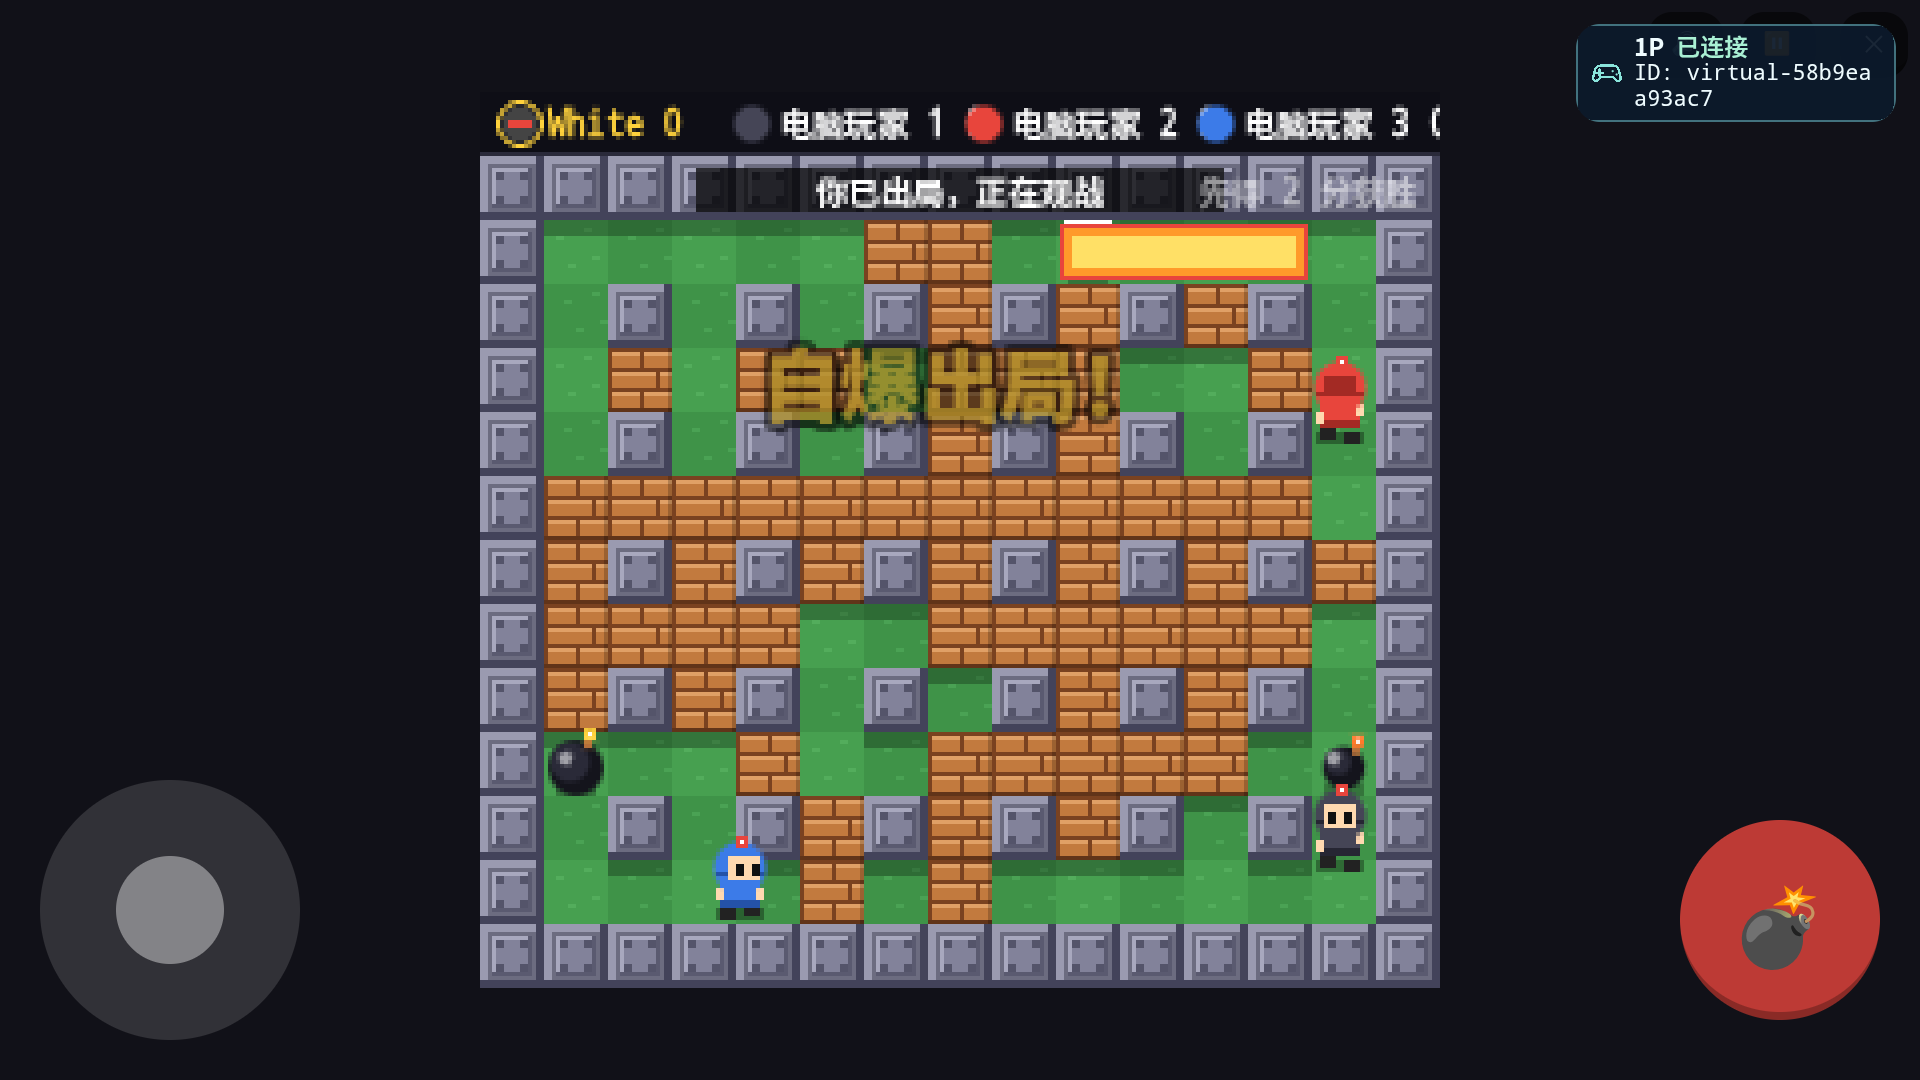 1P 已连接
ID: virtual-58b9ea
a93ac7
White 0 电脑玩家 1 电脑玩家 2 电脑玩家 3
你已出局，正在观战 先得 2 分获胜
自爆出局！